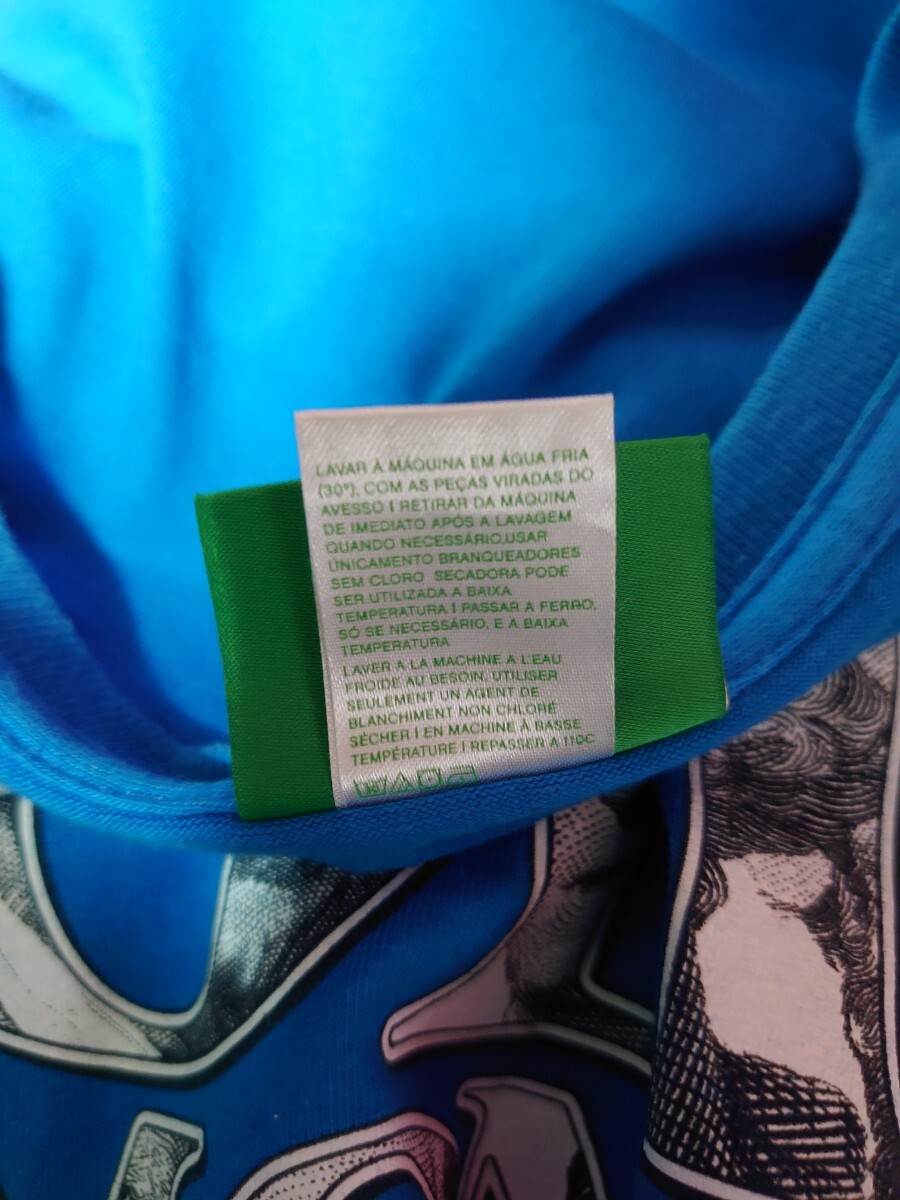 LAVAR À MÁQUINA EM ÁGUA FRIA
(30º), COM AS PEÇAS VIRADAS DO
AVESSO | RETIRAR DA MÁQUINA
DE IMEDIATO APÓS A LAVAGEM
QUANDO NECESSÁRIO,USAR
ÚNICAMENTO BRANQUEADORES
SEM CLORO SECADORA PODE
SER UTILIZADA A BAIXA
TEMPERATURA | PASSAR A FERRO,
SÓ SE NECESSÁRIO, E A BAIXA
TEMPERATURA
LAVER A LA MACHINE A L'EAU
FROIDE AU BESOIN, UTILISER
SEULEMENT UN AGENT DE
BLANCHIMENT NON CHLORÉ
SÉCHER | EN MACHINE À BASSE
TEMPÉRATURE | REPASSER A 110C